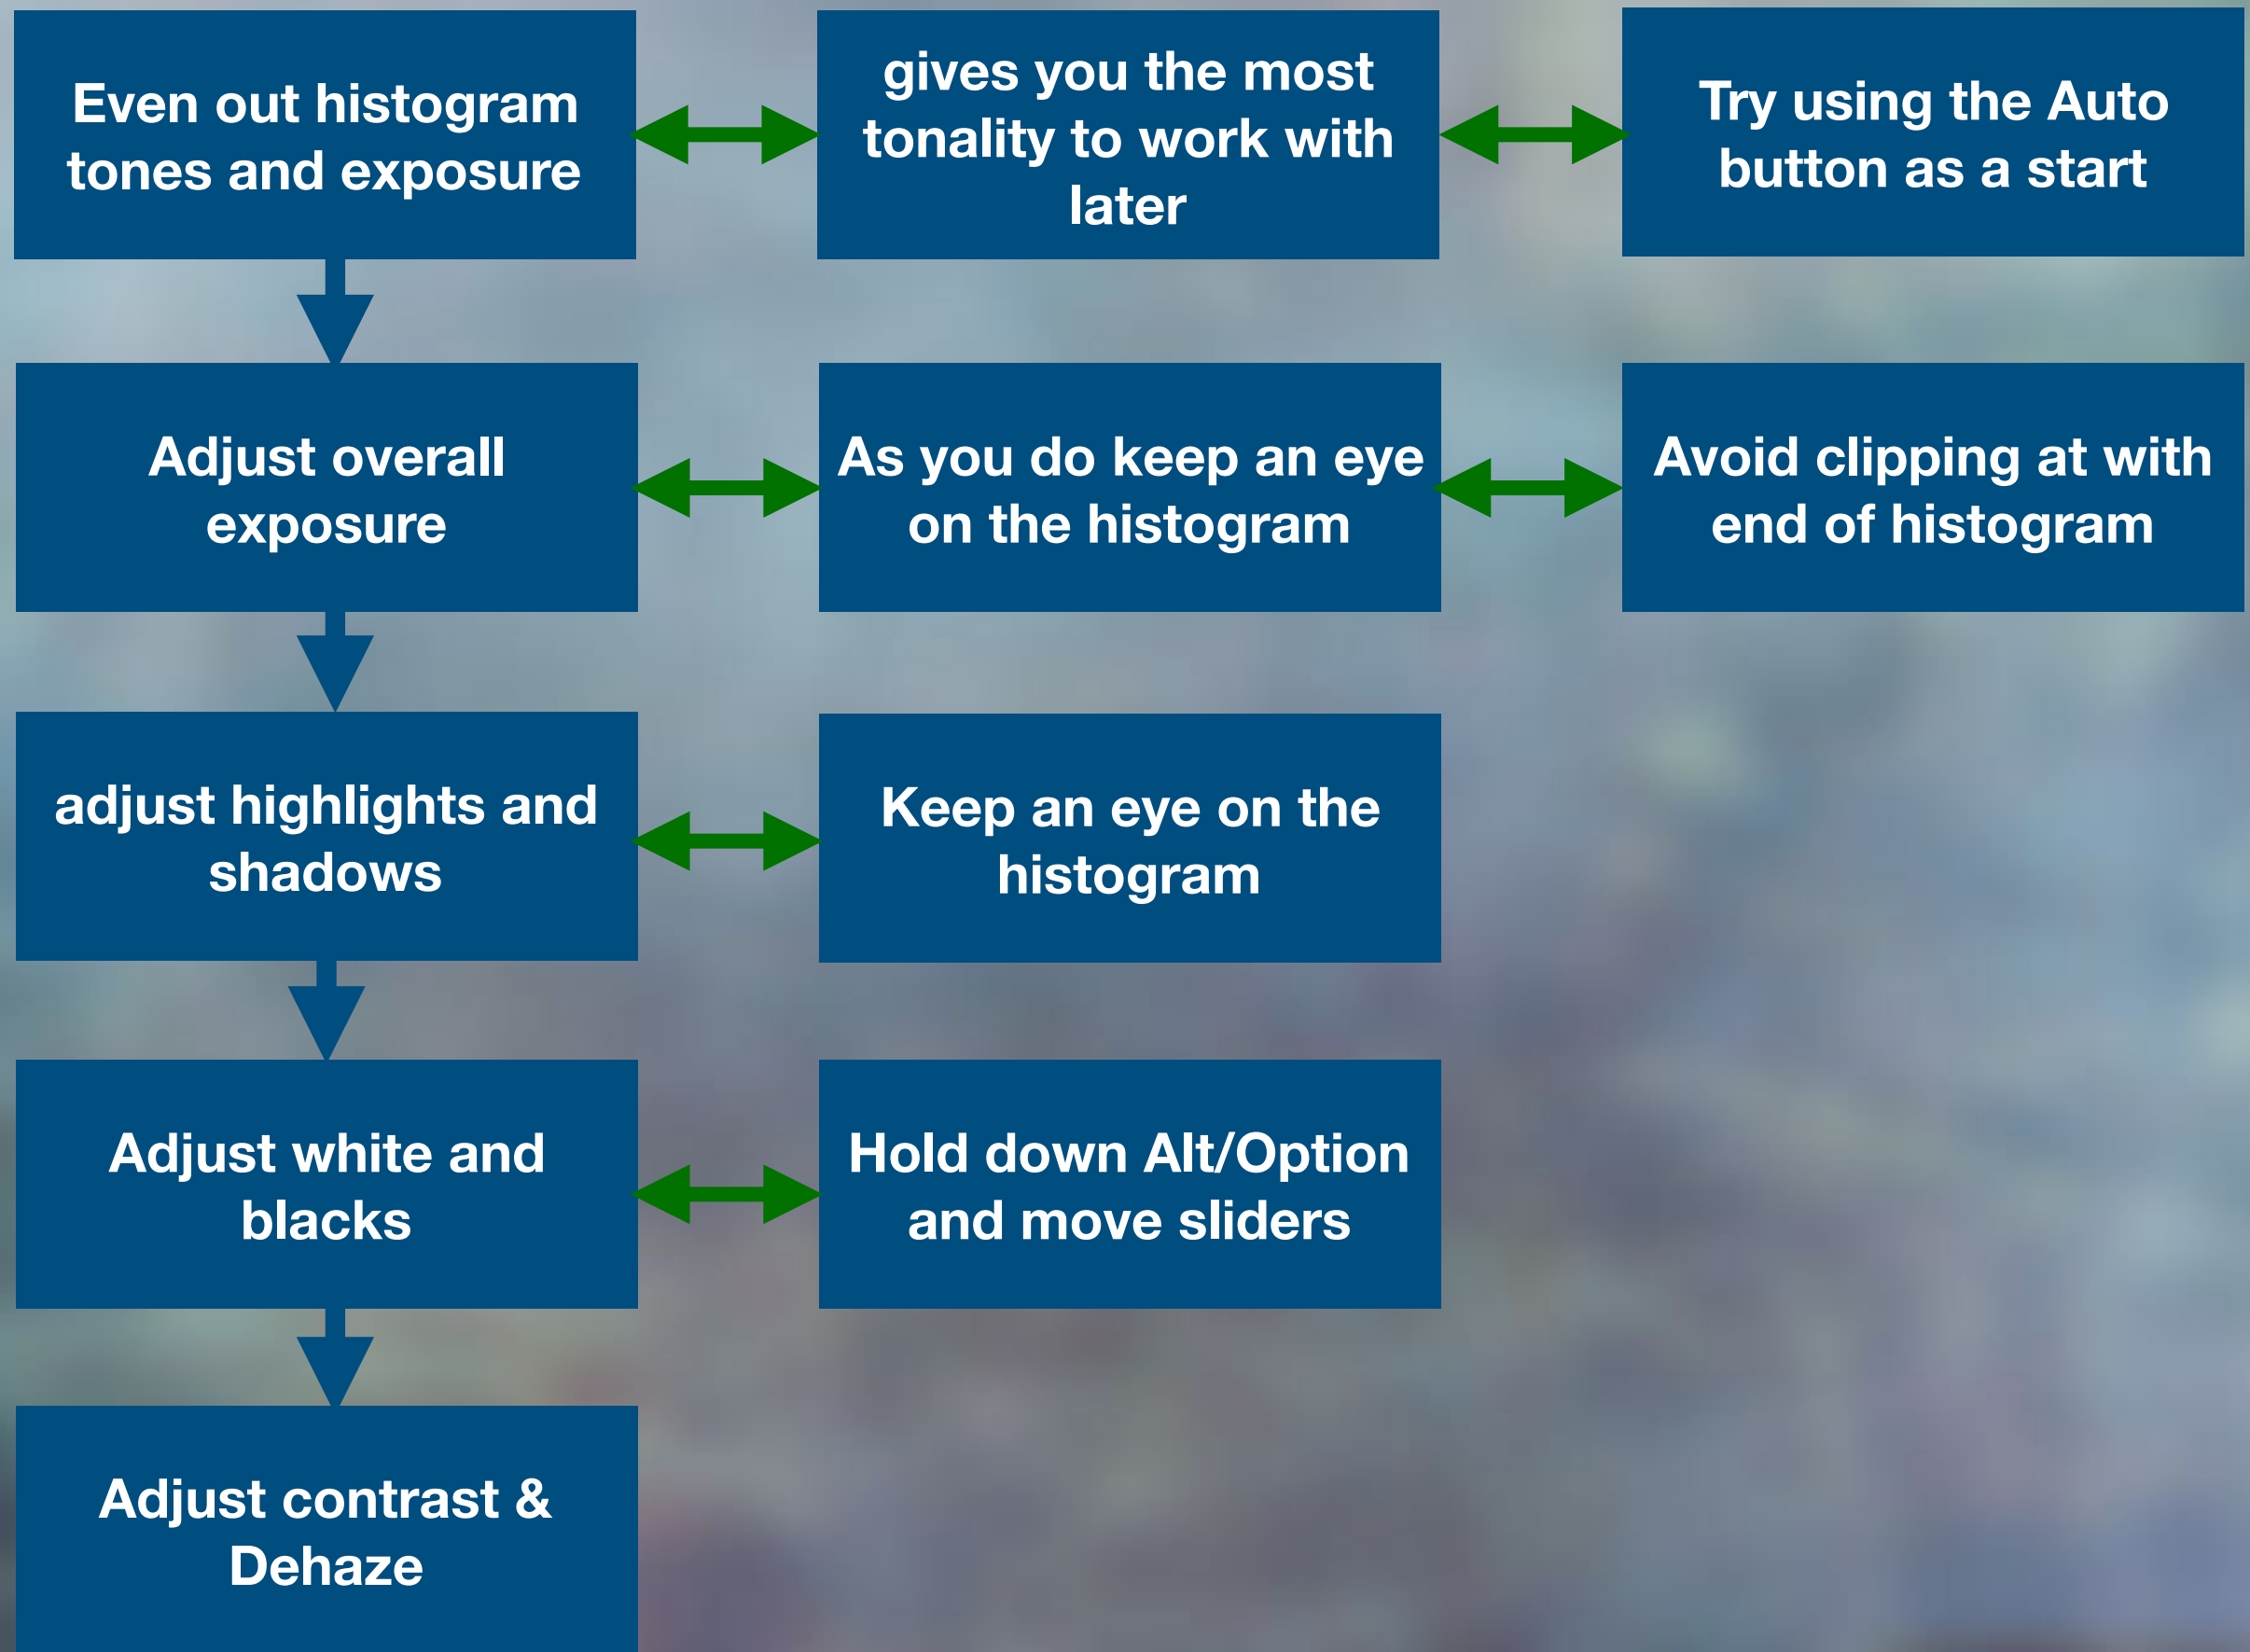 Even out histogram
tones and exposure
gives you the most
tonality to work with
later
Try using the Auto
button as a start
Adjust overall
exposure
As you do keep an eye
on the histogram
Avoid clipping at with
end of histogram
adjust highlights and
shadows
Keep an eye on the
histogram
Adjust white and
blacks
Hold down Alt/Option
and move sliders
Adjust contrast &
Dehaze